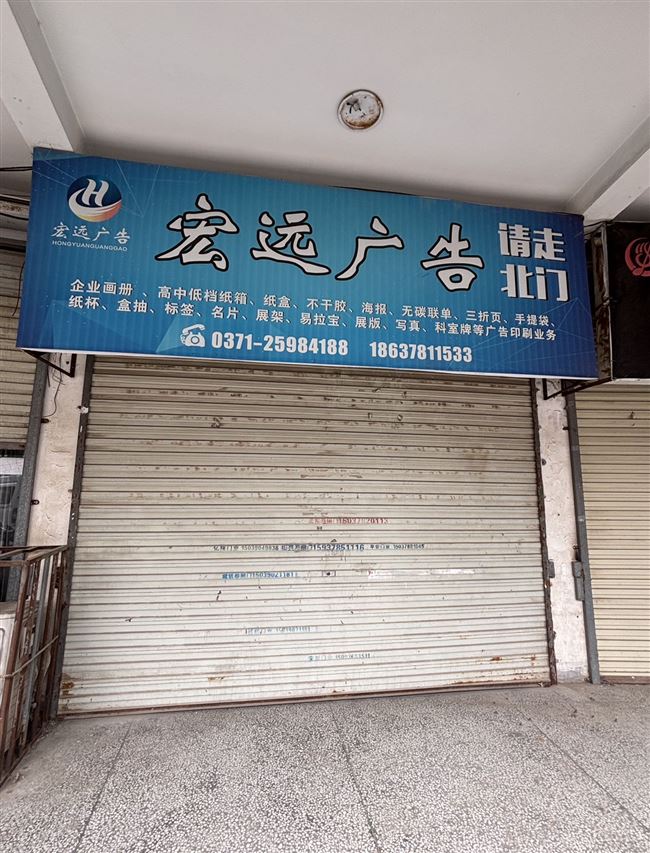 宏远广告
HONGYUANGUANGGAO
宏远广告
请走
北门
企业画册、高中低档纸箱、纸盒、不干胶、海报、无碳联单、三折页、手提袋、
纸杯、盒抽、标签、名片、展架、易拉宝、展版、写真、科室牌等广告印刷业务
0371-25984188 18637811533
15937851116